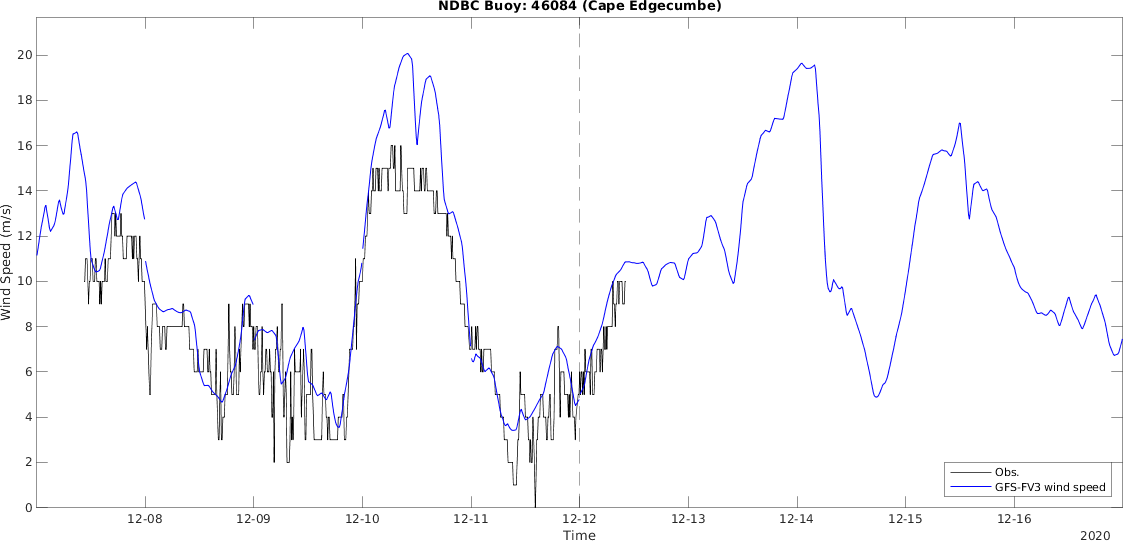 NDBC Buoy: 46084 (Cape Edgecumbe)
Wind Speed (m/s)
20
18
16
14
12
10
8
6
4
2
0
Obs.
GFS-FV3 wind speed
12-08 12-09 12-10 12-11 12-12 12-13 12-14 12-15 12-16
Time
2020